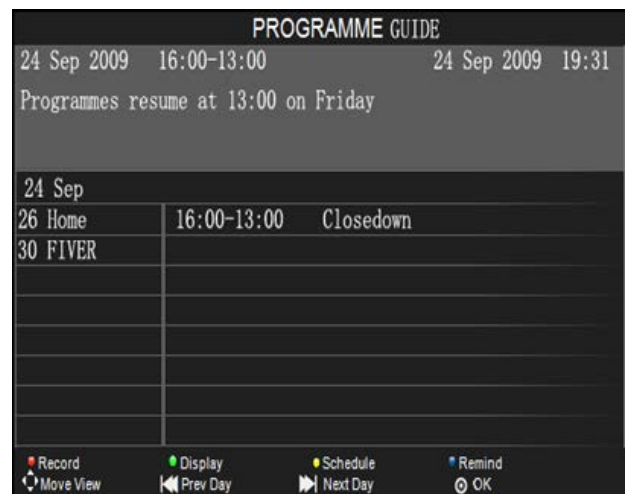 PROGRAMME GUIDE
24 Sep 2009 16:00-13:00 24 Sep 2009 19:31
Programmes resume at 13:00 on Friday
24 Sep
26 Home 16:00-13:00 Closedown
30 FIVER
Record Display Schedule Remind
Move View Prev Day Next Day OK